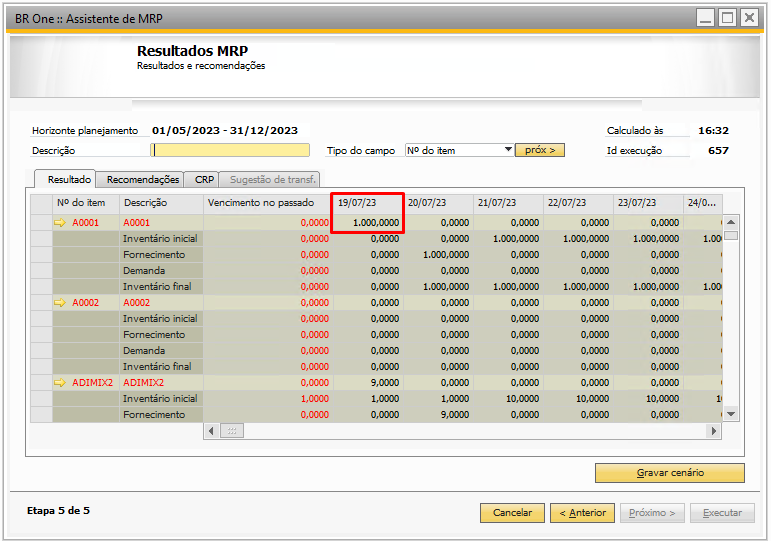 BR One :: Assistente de MRP
Resultados MRP
Resultados e recomendações
Horizonte planejamento 01/05/2023 - 31/12/2023 Calculado às 16:32
Descrição Tipo do campo Nº do item próx > Id execução 657
Resultado Recomendações CRP Sugestão de transf.
Nº do item Descrição Vencimento no passado 19/07/23 20/07/23 21/07/23 22/07/23 23/07/23 24/0...
A0001 A0001 0,0000 1.000,0000 0,0000 0,0000 0,0000 0,0000 0
Inventário inicial 0,0000 0,0000 0,0000 1.000,0000 1.000,0000 1.000,0000 1.00
Fornecimento 0,0000 0,0000 1.000,0000 0,0000 0,0000 0,0000 0
Demanda 0,0000 0,0000 0,0000 0,0000 0,0000 0
Inventário final 0,0000 1.000,0000 1.000,0000 1.000,0000 1.000,0000 1.00
A0002 A0002 0,0000 0,0000 0,0000 0,0000 0,0000 0,0000 0
Inventário inicial 0,0000 0,0000 0,0000 0,0000 0,0000 0,0000 0
Fornecimento 0,0000 0,0000 0,0000 0,0000 0,0000 0,0000 0
Demanda 0,0000 0,0000 0,0000 0,0000 0,0000 0
Inventário final 0,0000 0,0000 0,0000 0,0000 0,0000 0
ADIMIX2 ADIMIX2 0,0000 9,0000 0,0000 0,0000 0,0000 0,0000 0
Inventário inicial 1,0000 1,0000 1,0000 10,0000 10,0000 10,0000 10
Fornecimento 0,0000 0,0000 9,0000 0,0000 0,0000 0,0000 0
Gravar cenário
Etapa 5 de 5 Cancelar < Anterior Próximo > Executar